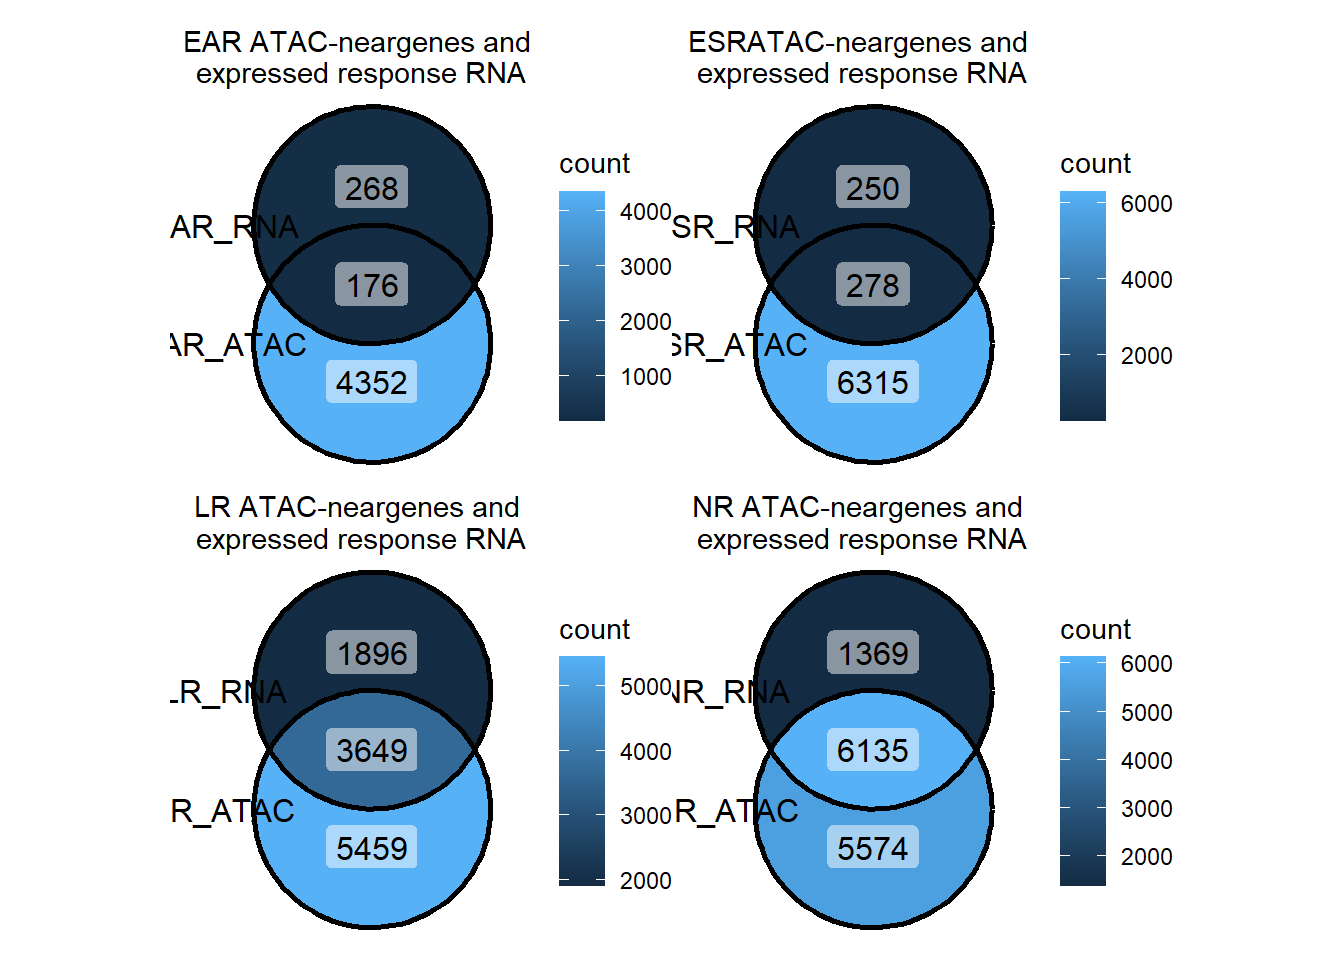 EAR ATAC-neargenes and
expressed response RNA
268
AR_RNA
176
AR_ATAC
4352
count
4000
3000
2000
1000
ESRATAC-neargenes and
expressed response RNA
250
SR_RNA
278
SR_ATAC
6315
count
6000
4000
2000
LR ATAC-neargenes and
expressed response RNA
1896
LR_RNA
3649
R_ATAC
5459
count
5000
4000
3000
2000
NR ATAC-neargenes and
expressed response RNA
1369
NR_RNA
6135
R_ATAC
5574
count
6000
5000
4000
3000
2000